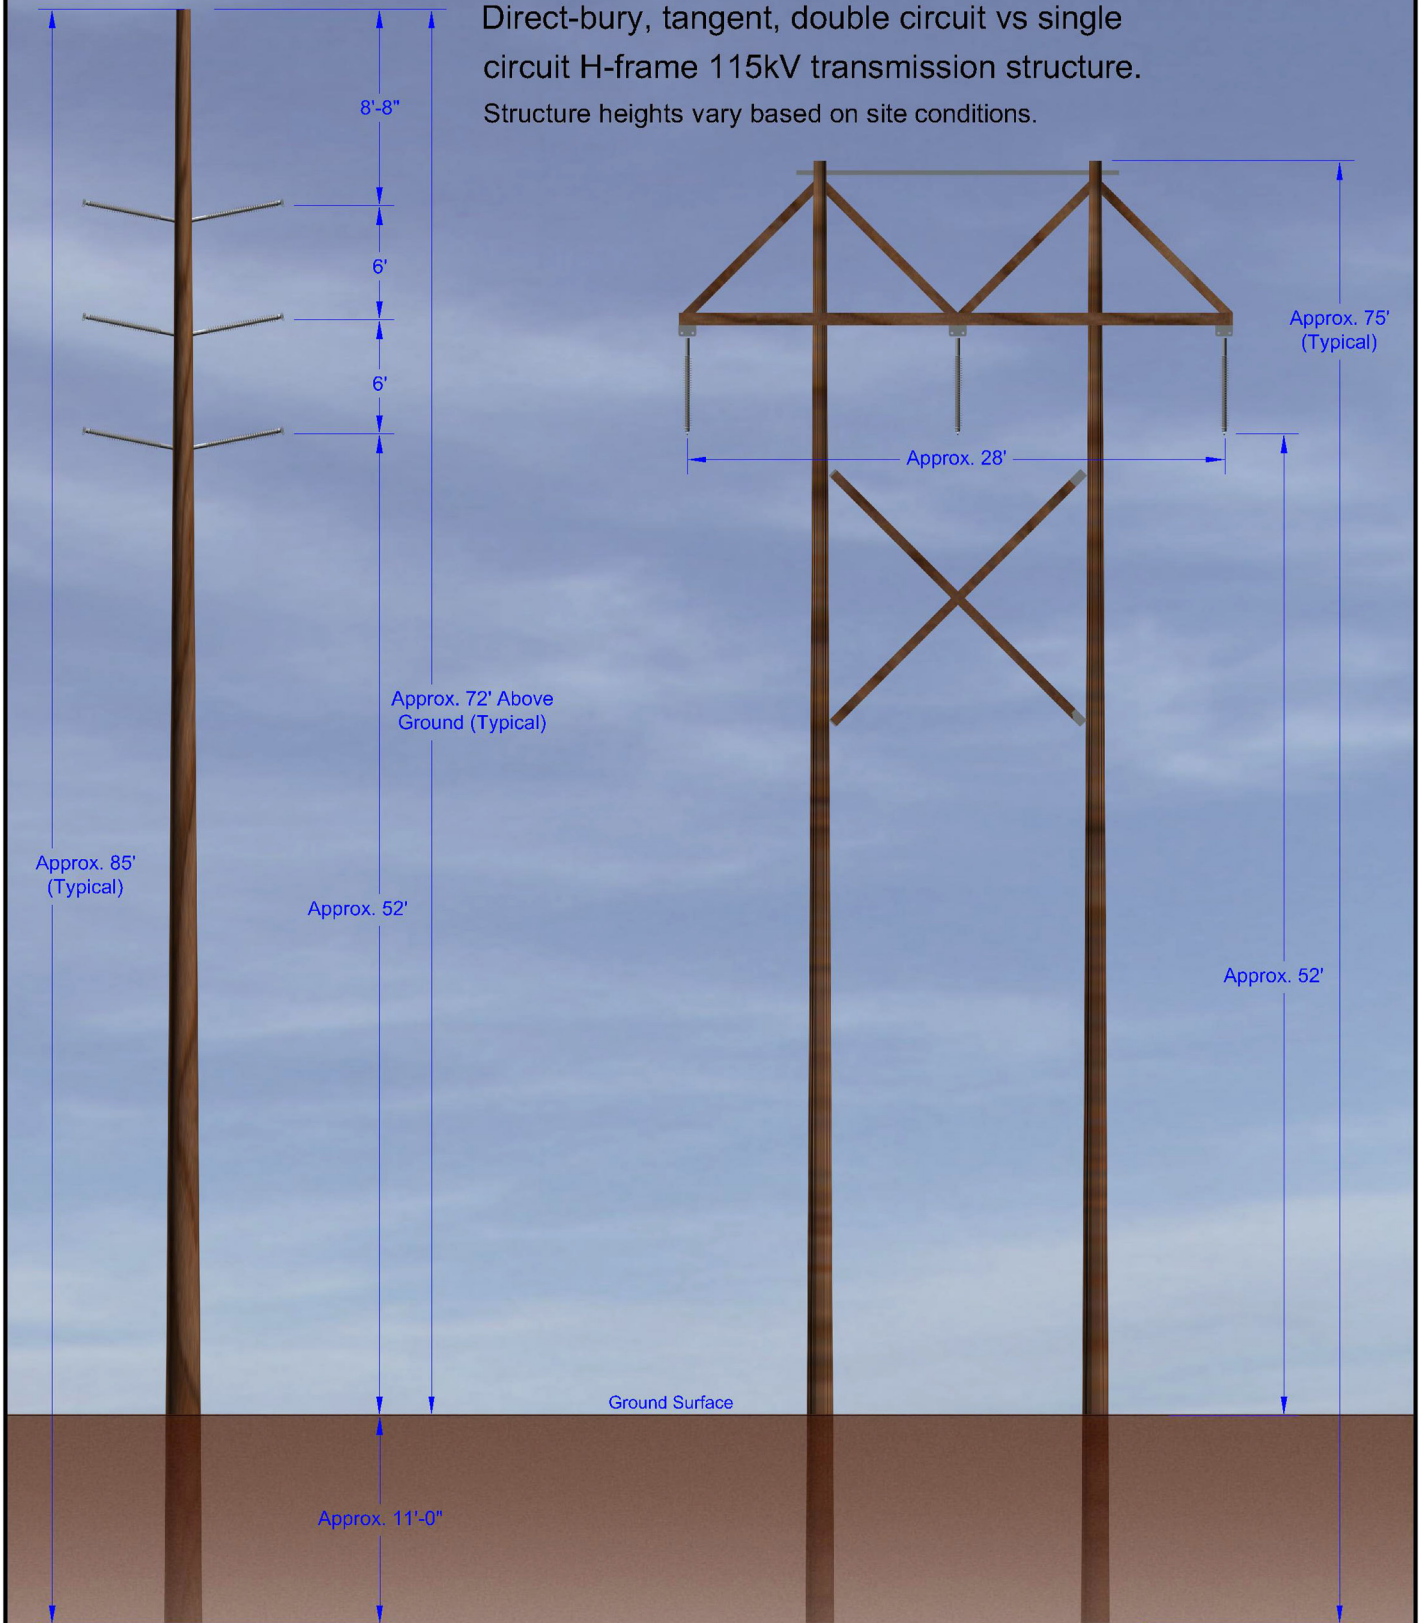 Direct-bury, tangent, double circuit vs single
circuit H-frame 115kV transmission structure.
Structure heights vary based on site conditions.
8'-8"
6'
6'
Approx. 75'
(Typical)
Approx. 28'
Approx. 72' Above
Ground (Typical)
Approx. 85'
(Typical)
Approx. 52'
Approx. 52'
Ground Surface
Approx. 11'-0"